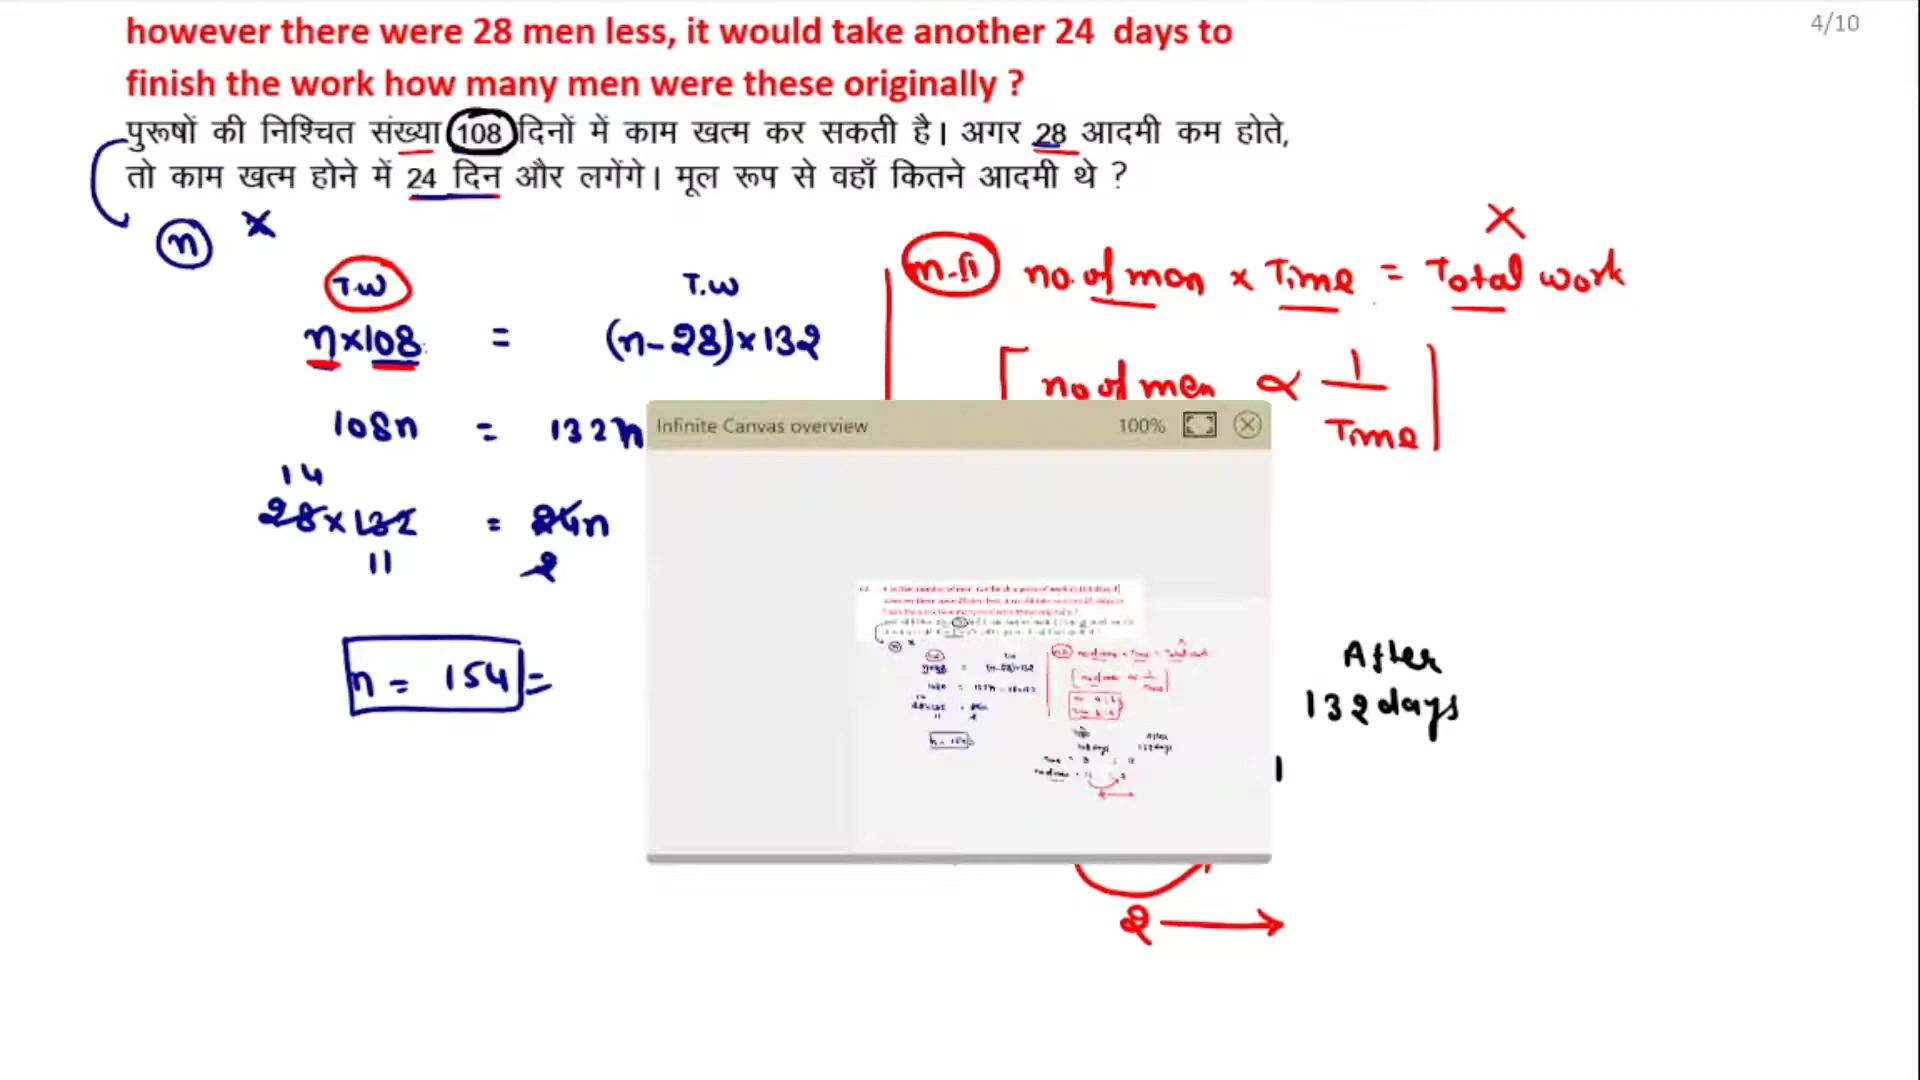 however there were 28 men less, it would take another 24 days to
4/10
finish the work how many men were these originally ?
पुरूषों की निश्चित संख्या 108 दिनों में काम खत्म कर सकती है। अगर 28 आदमी कम होते,
तो काम खत्म होने में 24 दिन और लगेंगे। मूल रूप से वहाँ कितने आदमी थे ?
n x
T.W T.W
n×108 = (n-28)×132
108n = 132n
14
28×132 = 24n
11 2
n = 154 =
x
m-II no. of men × Time = Total work
no of men ∝ 1
Time
Infinite Canvas overview 100%
After
132 days
2